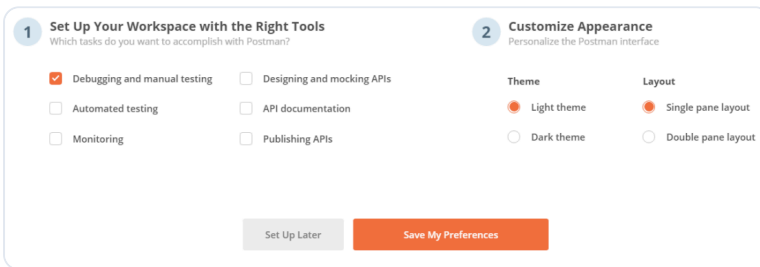 1
Set Up Your Workspace with the Right Tools
Which tasks do you want to accomplish with Postman?
Debugging and manual testing
Designing and mocking APIs
Automated testing
API documentation
Monitoring
Publishing APIs
2
Customize Appearance
Personalize the Postman interface
Theme
Layout
Light theme
Single pane layout
Dark theme
Double pane layout
Set Up Later
Save My Preferences